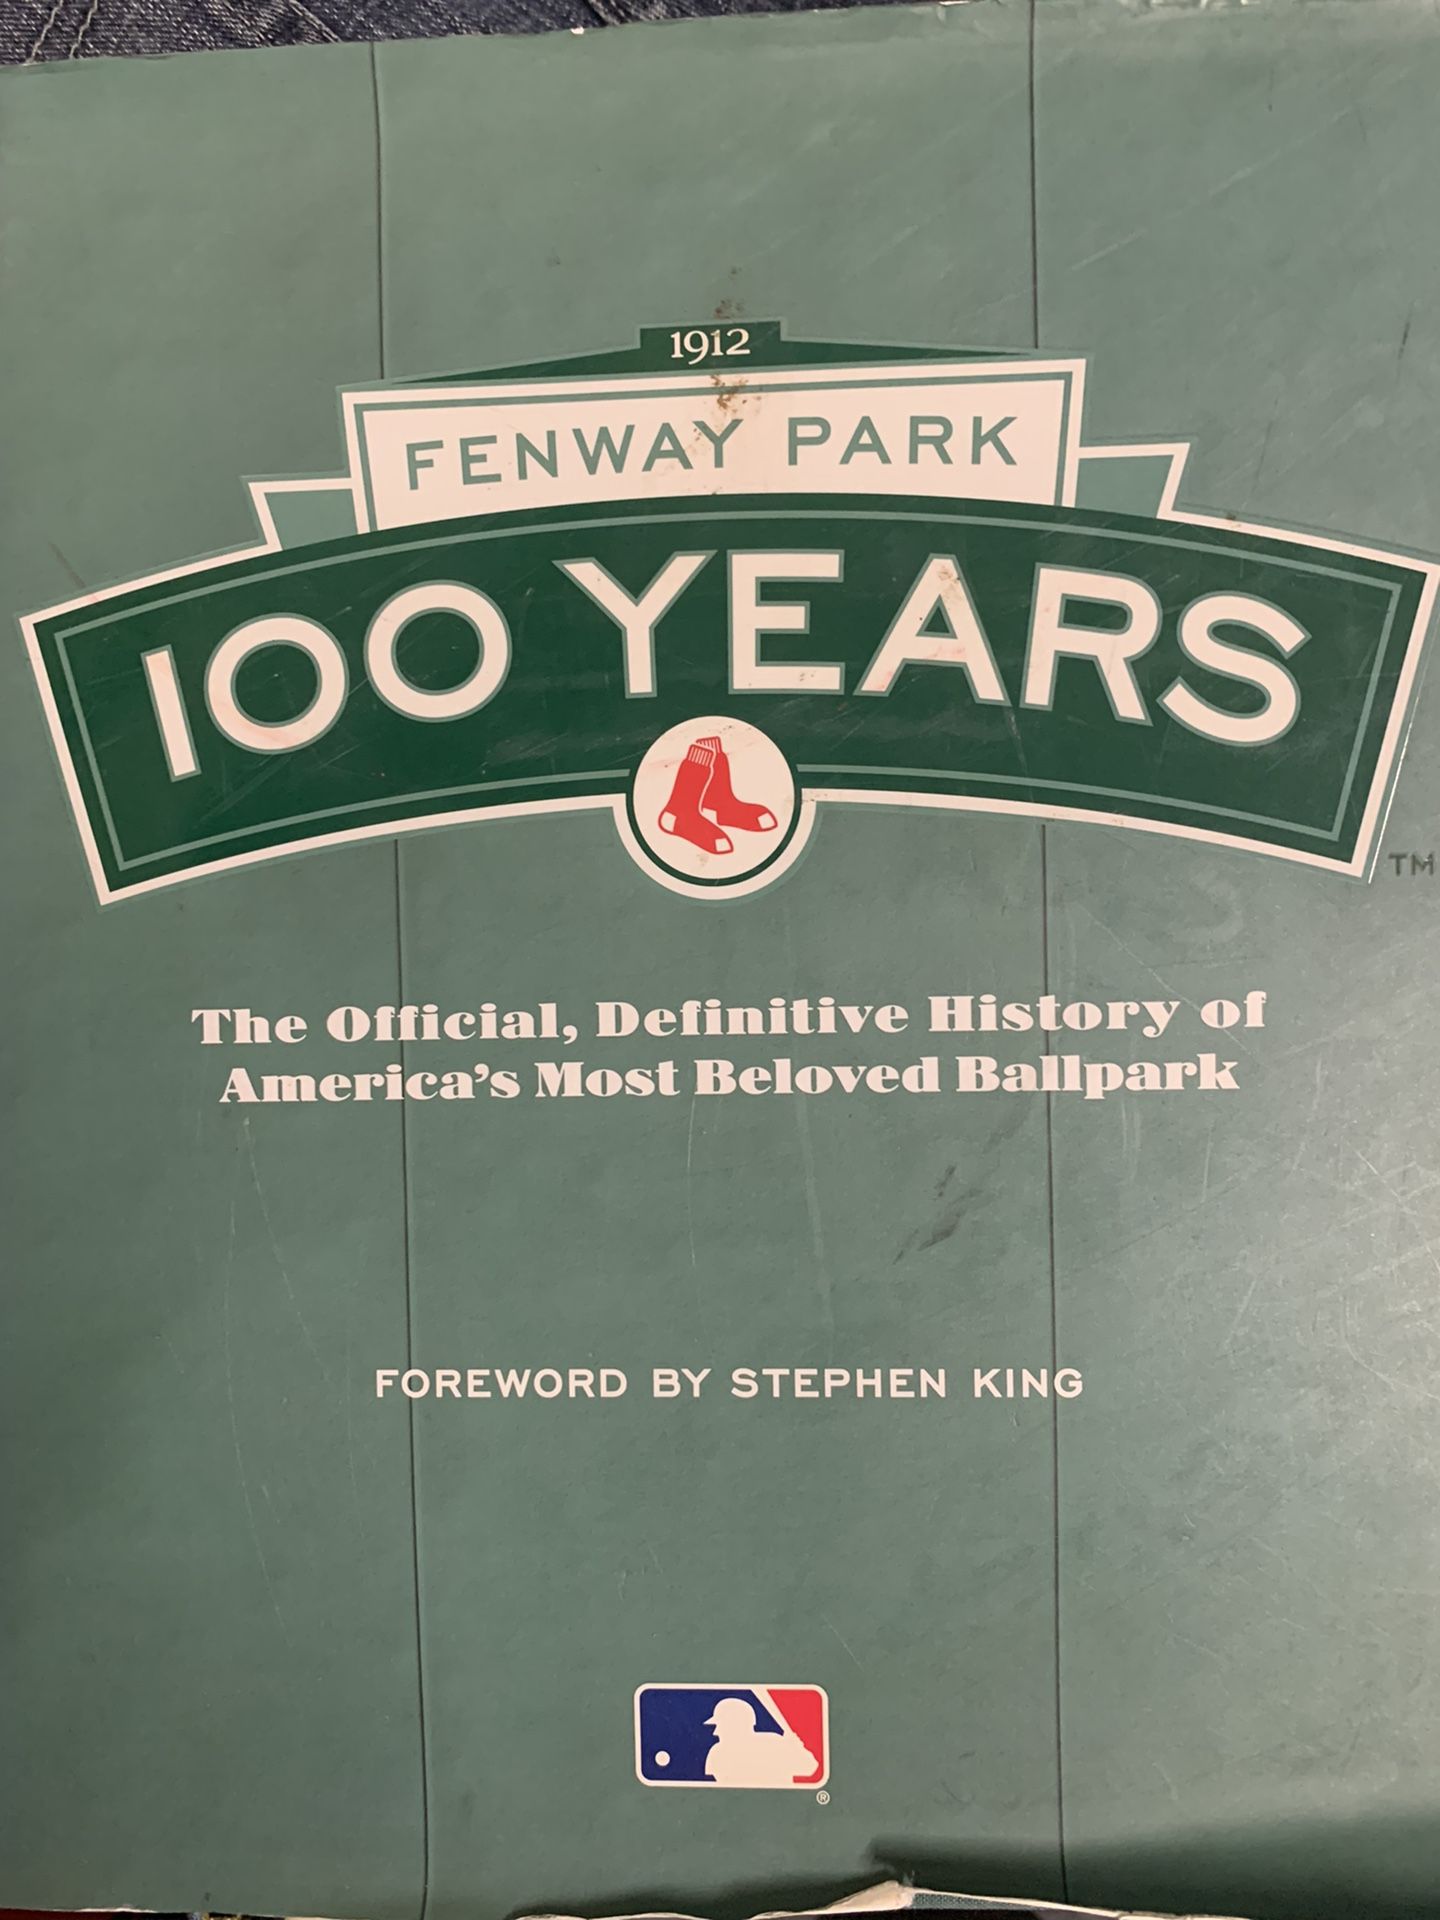 1912
FENWAY PARK
100 YEARS
TM
The Official, Definitive History of
America's Most Beloved Ballpark
FOREWORD BY STEPHEN KING
®